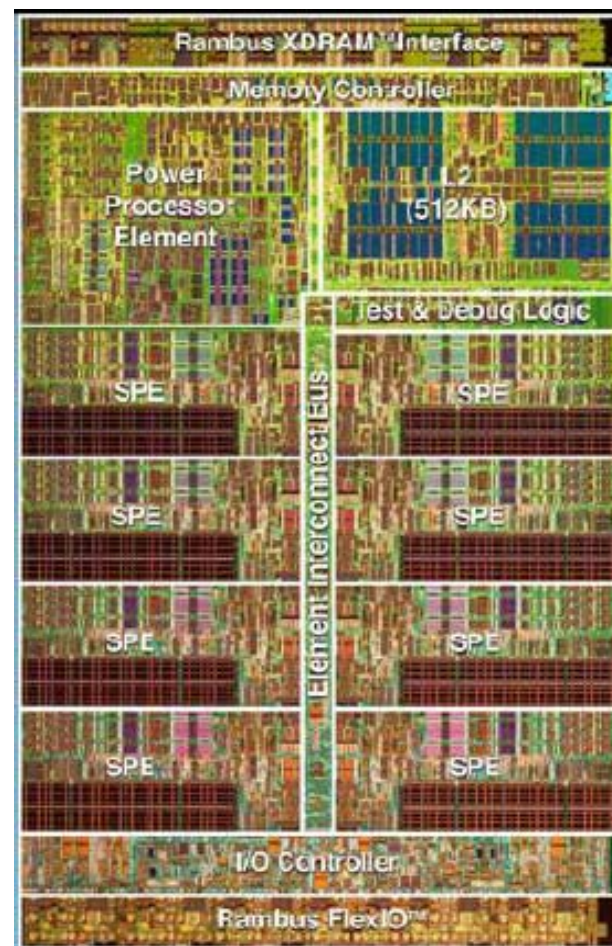 Rambus XDRAM™ Interface
Memory Controller
Power
Processor
Element
L2
(512KB)
Test & Debug Logic
SPE
SPE
SPE
SPE
Element Interconnect Bus
SPE
SPE
SPE
SPE
I/O Controller
Rambus FlexIO™